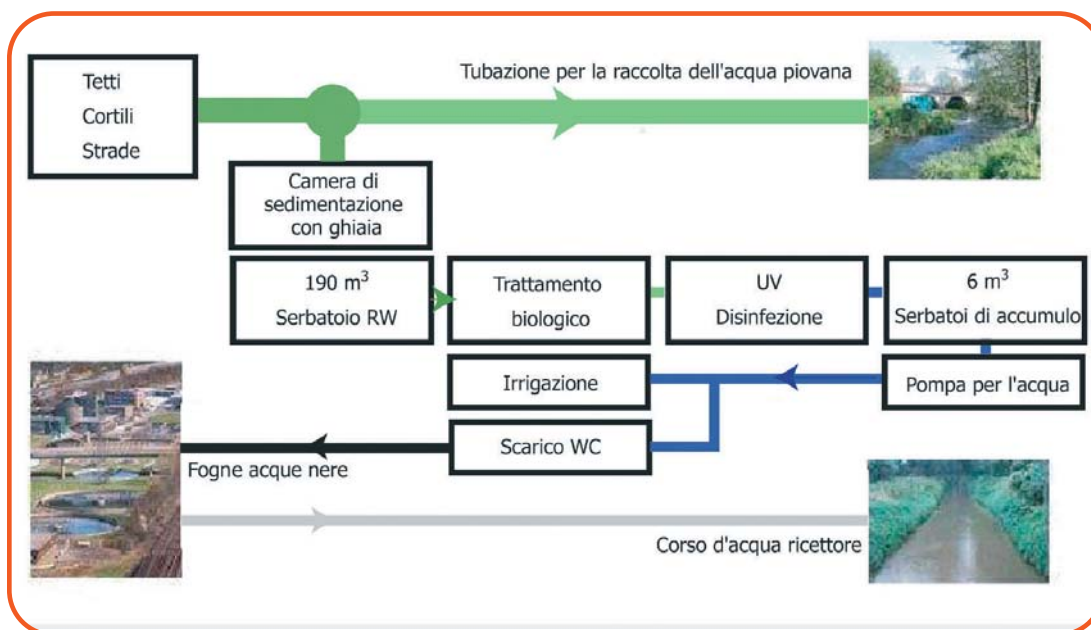 Tetti
Cortili
Strade
Tubazione per la raccolta dell'acqua piovana
Camera di
sedimentazione
con ghiaia
190 m³
Serbatoio RW
Trattamento
biologico
UV
Disinfezione
6 m³
Serbatoi di accumulo
Irrigazione
Pompa per l'acqua
Scarico WC
Fogne acque nere
Corso d'acqua ricettore